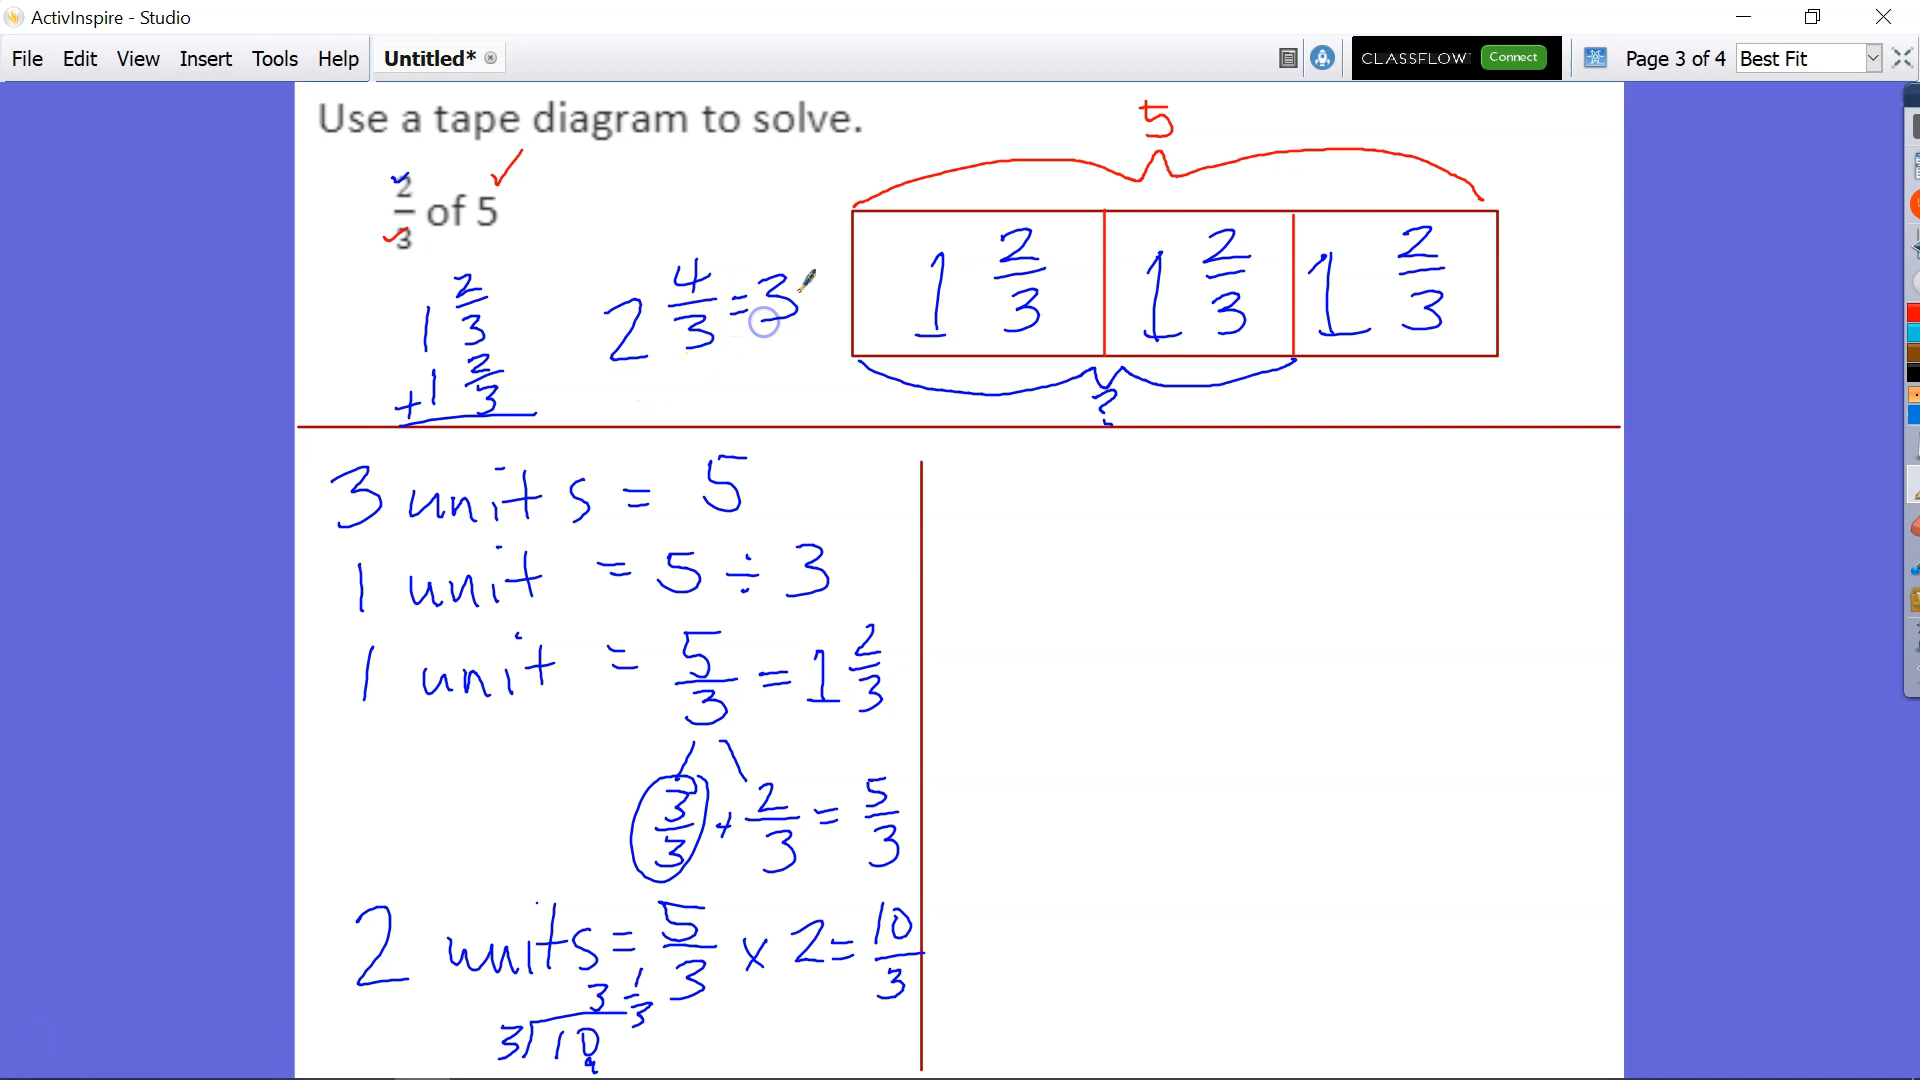 ActivInspire - Studio
File Edit View Insert Tools Help Untitled* CLASSFLOW Connect Page 3 of 4 Best Fit
Use a tape diagram to solve.
5
2/3 of 5
1 2/3 1 2/3 1 2/3
1 2/3
+ 1 2/3
2 4/3 = 3
?
3 units = 5
1 unit = 5 ÷ 3
1 unit = 5/3 = 1 2/3
3/3 + 2/3 = 5/3
2 units = 5/3 x 2 = 10/3
3 1/3
3 10
9